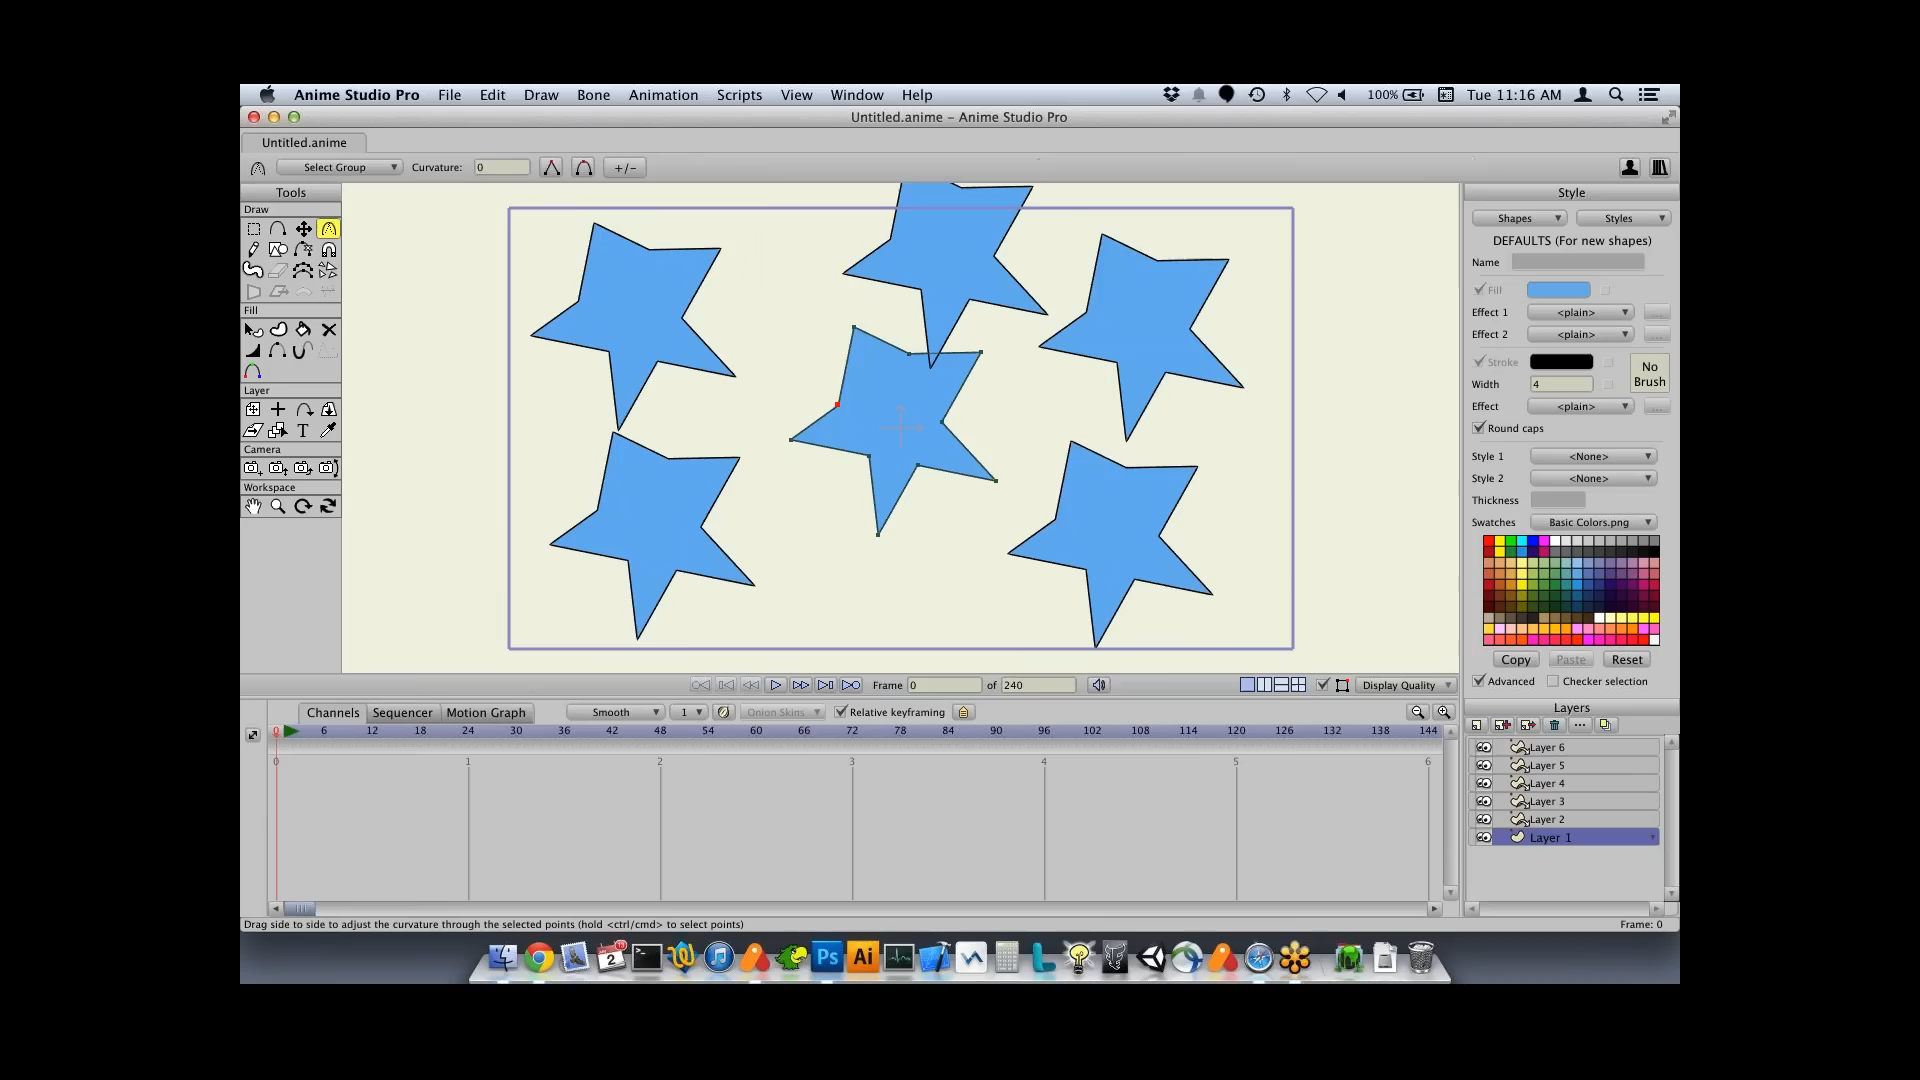 Anime Studio Pro File Edit Draw Bone Animation Scripts View Window Help 100% Tue 11:16 AM
Untitled.anime – Anime Studio Pro
Untitled.anime
Select Group Curvature: 0 +/-
Tools
Draw
Fill
Layer
T
Camera
Workspace
Style
Shapes Styles
DEFAULTS (For new shapes)
Name
Fill
Effect 1 <plain> ...
Effect 2 <plain> ...
Stroke
No Brush
Width 4
Effect <plain> ...
Round caps
Style 1 <None>
Style 2 <None>
Thickness
Swatches Basic Colors.png
Copy Paste Reset
Advanced Checker selection
Frame 0 of 240 Display Quality
Channels Sequencer Motion Graph Smooth 1 Onion Skins Relative keyframing
0 6 12 18 24 30 36 42 48 54 60 66 72 78 84 90 96 102 108 114 120 126 132 138 144
0 1 2 3 4 5 6
Layers
Layer 6
Layer 5
Layer 4
Layer 3
Layer 2
Layer 1
Drag side to side to adjust the curvature through the selected points (hold <ctrl/cmd> to select points) Frame: 0
2 Ps Ai